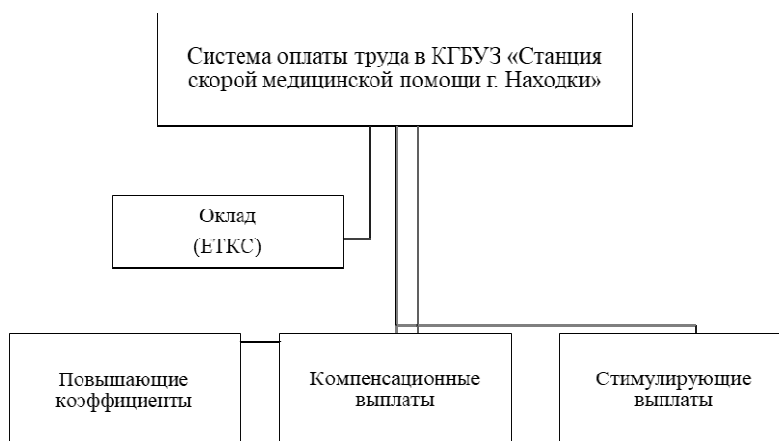 Система оплаты труда в КГБУЗ «Станция
скорой медицинской помощи г. Находки»
Оклад
(ЕТКС)
Повышающие
коэффициенты
Компенсационные
выплаты
Стимулирующие
выплаты